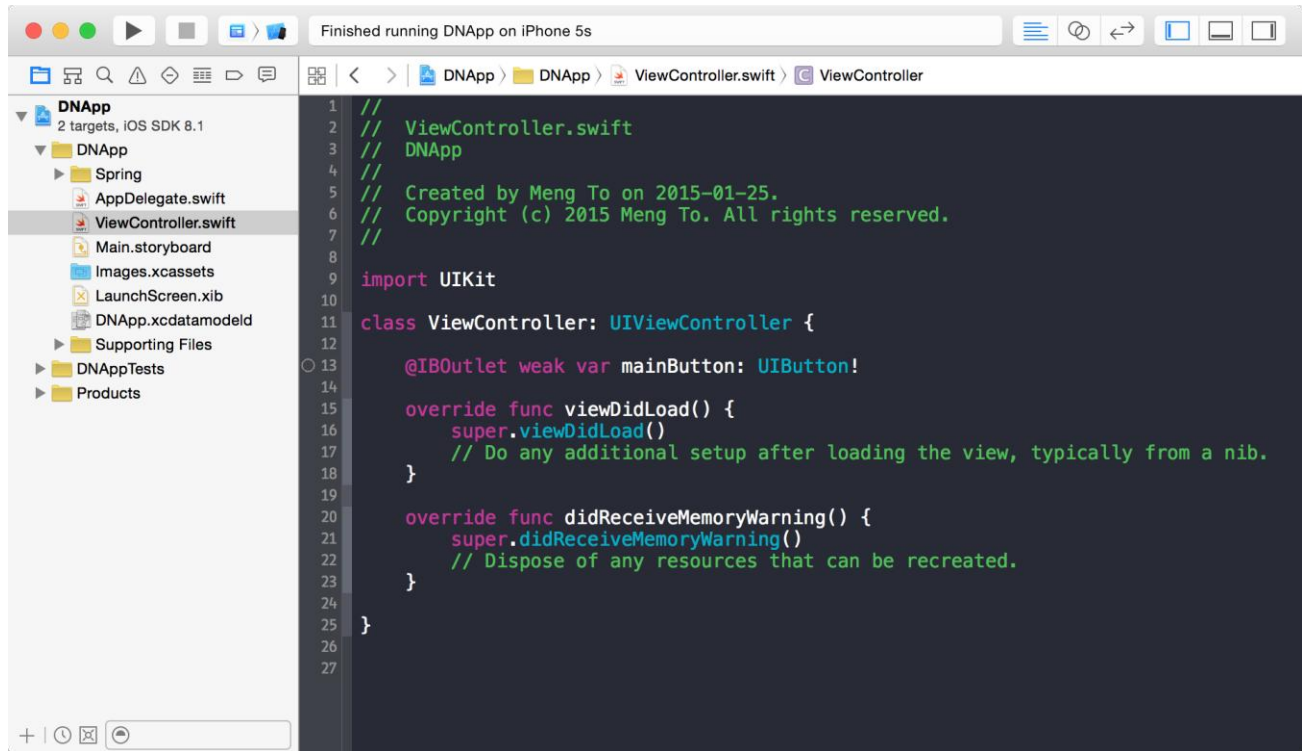 Finished running DNApp on iPhone 5s
DNApp
2 targets, iOS SDK 8.1
DNApp
Spring
AppDelegate.swift
ViewController.swift
Main.storyboard
Images.xcassets
LaunchScreen.xib
DNApp.xcdatamodeld
Supporting Files
DNAppTests
Products
DNApp 〉 DNApp 〉 ViewController.swift 〉 C ViewController
1 //
2 //  ViewController.swift
3 //  DNApp
4 //
5 //  Created by Meng To on 2015-01-25.
6 //  Copyright (c) 2015 Meng To. All rights reserved.
7 //
8
9 import UIKit
10
11 class ViewController: UIViewController {
12
13     @IBOutlet weak var mainButton: UIButton!
14
15     override func viewDidLoad() {
16         super.viewDidLoad()
17         // Do any additional setup after loading the view, typically from a nib.
18     }
19
20     override func didReceiveMemoryWarning() {
21         super.didReceiveMemoryWarning()
22         // Dispose of any resources that can be recreated.
23     }
24
25 }
26
27